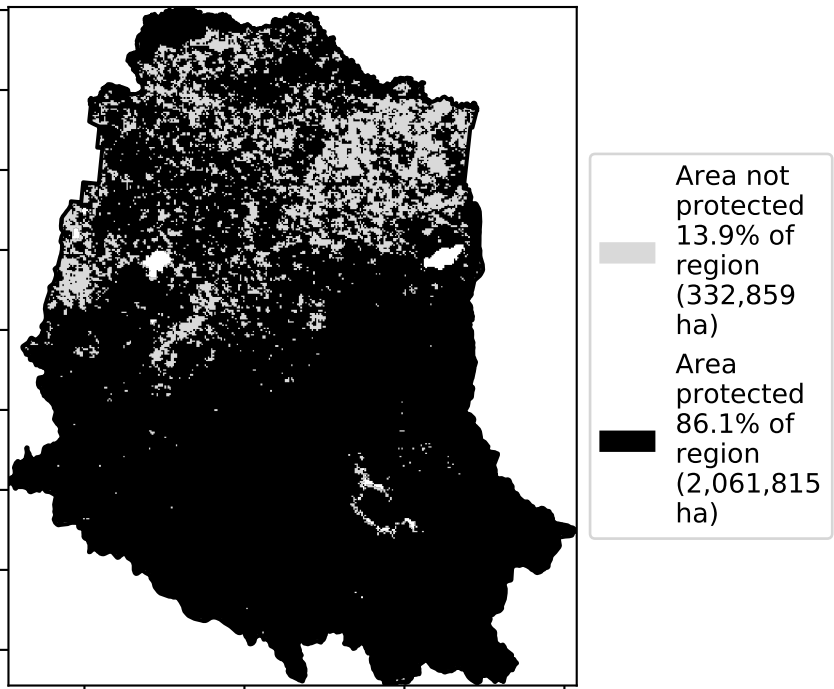 Area not
protected
13.9% of
region
(332,859
ha)
Area
protected
86.1% of
region
(2,061,815
ha)